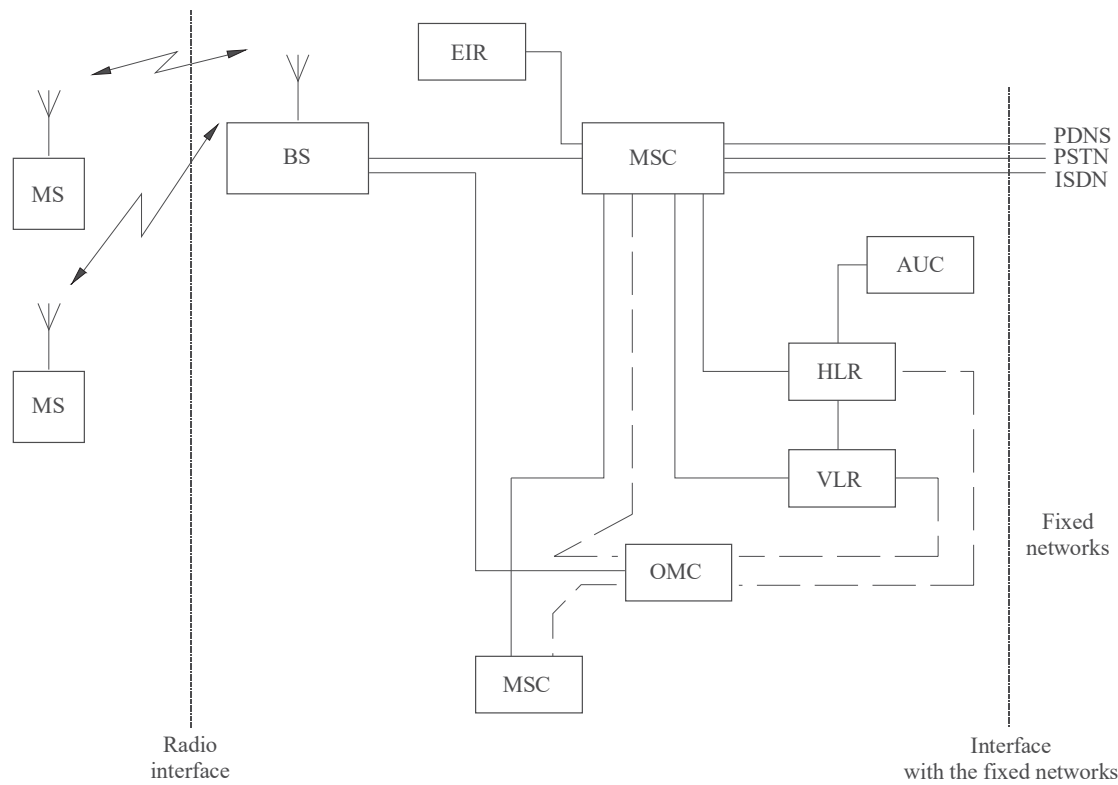 EIR
PDNS
BS
MSC
PSTN
MS
ISDN
AUC
HLR
MS
VLR
Fixed
networks
OMC
MSC
Radio
interface
Interface
with the fixed networks